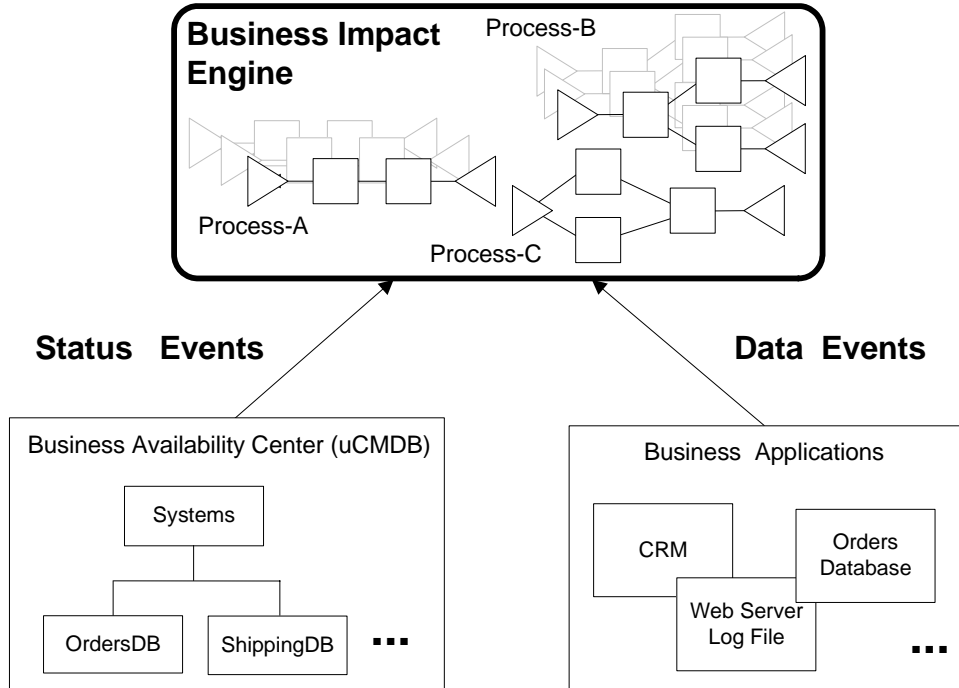 Business Impact
Engine
Process-B
Process-A
Process-C
Status Events
Data Events
Business Availability Center (uCMDB)
Systems
OrdersDB
ShippingDB
...
Business Applications
CRM
Orders
Database
Web Server
Log File
...